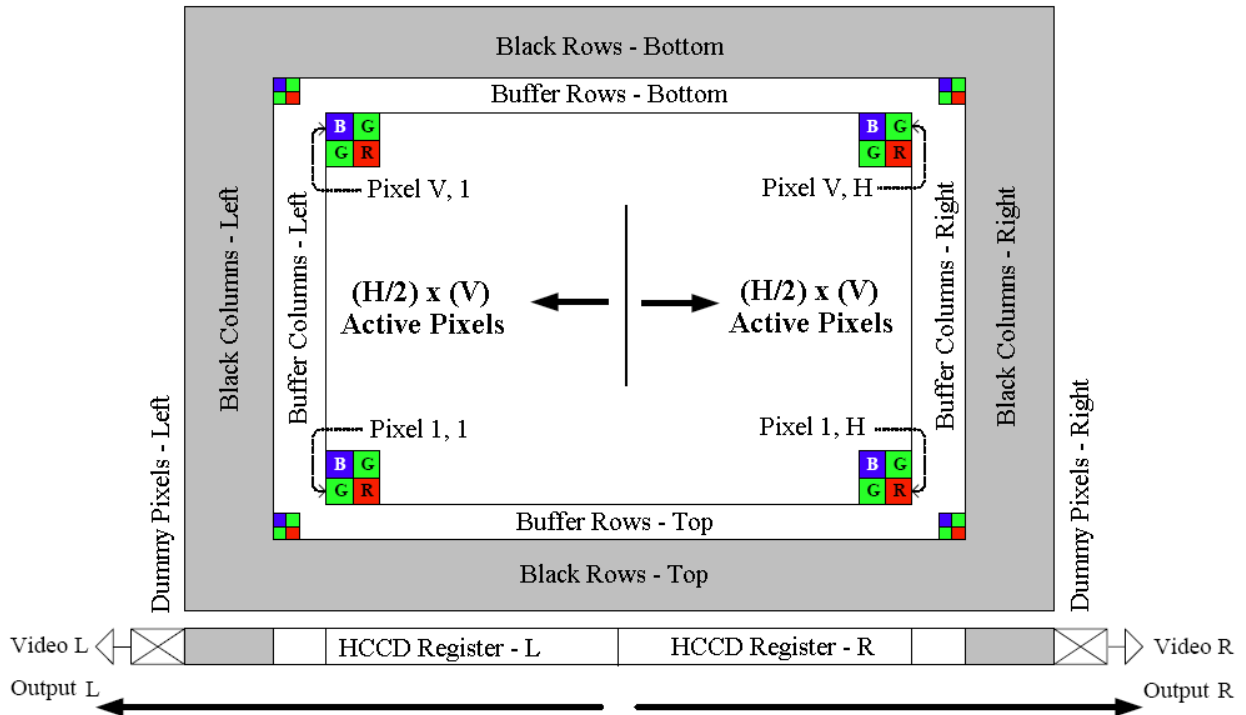 Black Rows - Bottom
Buffer Rows - Bottom
B G
G R
B G
G R
Pixel V, 1
Pixel V, H
Black Columns - Left
Buffer Columns - Left
Buffer Columns - Right
Black Columns - Right
(H/2) x (V)
Active Pixels
(H/2) x (V)
Active Pixels
Pixel 1, 1
Pixel 1, H
B G
G R
B G
G R
Dummy Pixels - Left
Dummy Pixels - Right
Buffer Rows - Top
Black Rows - Top
Video L
HCCD Register - L
HCCD Register - R
Video R
Output L
Output R